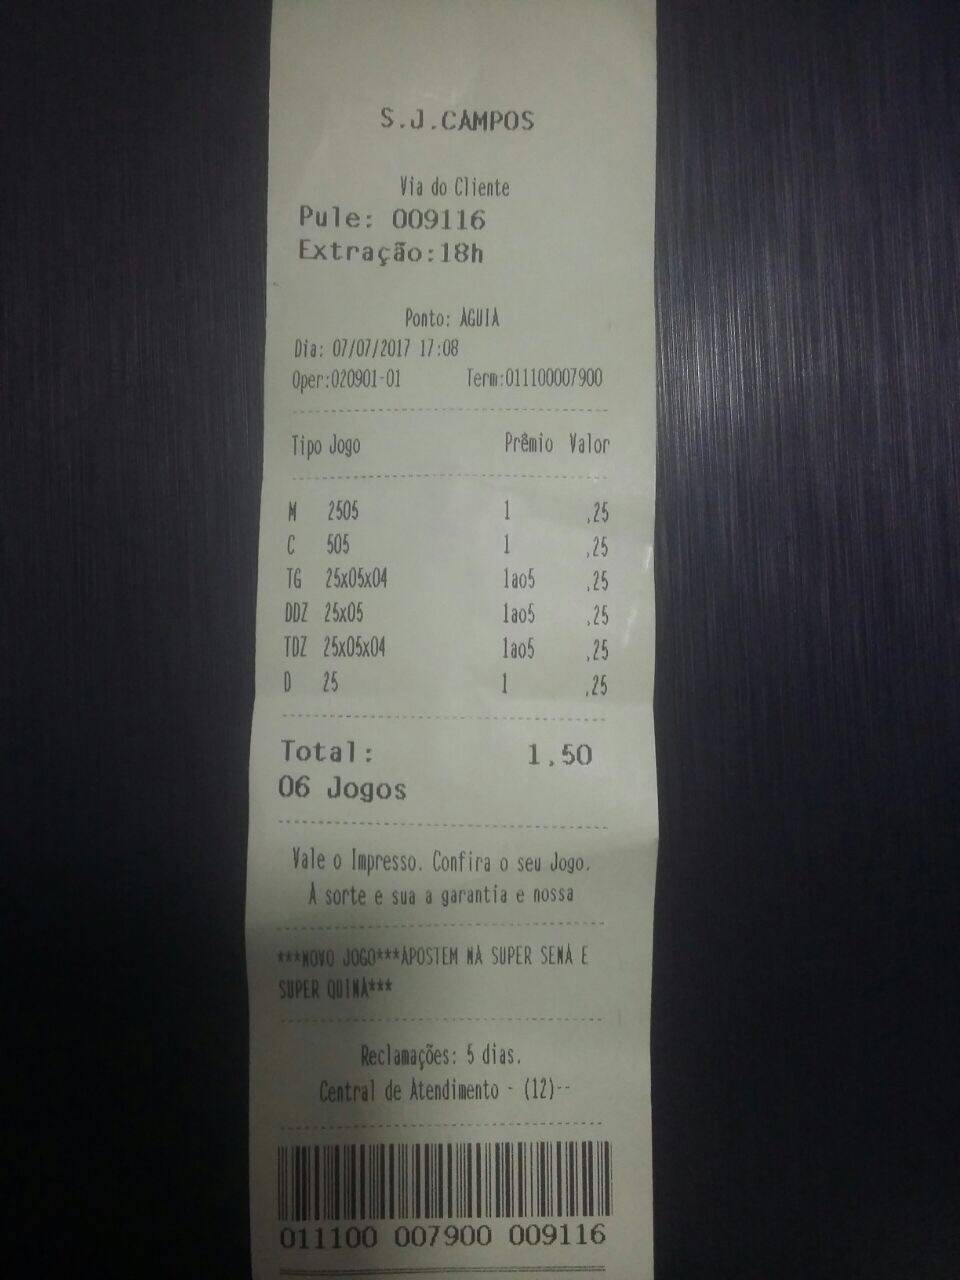 S.J.CAMPOS
Via do Cliente
Pule: 009116
Extração:18h
Ponto: AGUIA
Dia: 07/07/2017 17:08
Oper:020901-01 Term:011100007900
Tipo Jogo Prêmio Valor
M 2505 1 ,25
C 505 1 ,25
TG 25x05x04 1ao5 ,25
DDZ 25x05 1ao5 ,25
TDZ 25x05x04 1ao5 ,25
D 25 1 ,25
Total: 1,50
06 Jogos
Vale o Impresso. Confira o seu Jogo.
A sorte e sua a garantia e nossa
***NOVO JOGO***APOSTEM NA SUPER SENA E
SUPER QUINA***
Reclamações: 5 dias.
Central de Atendimento - (12)--
011100 007900 009116